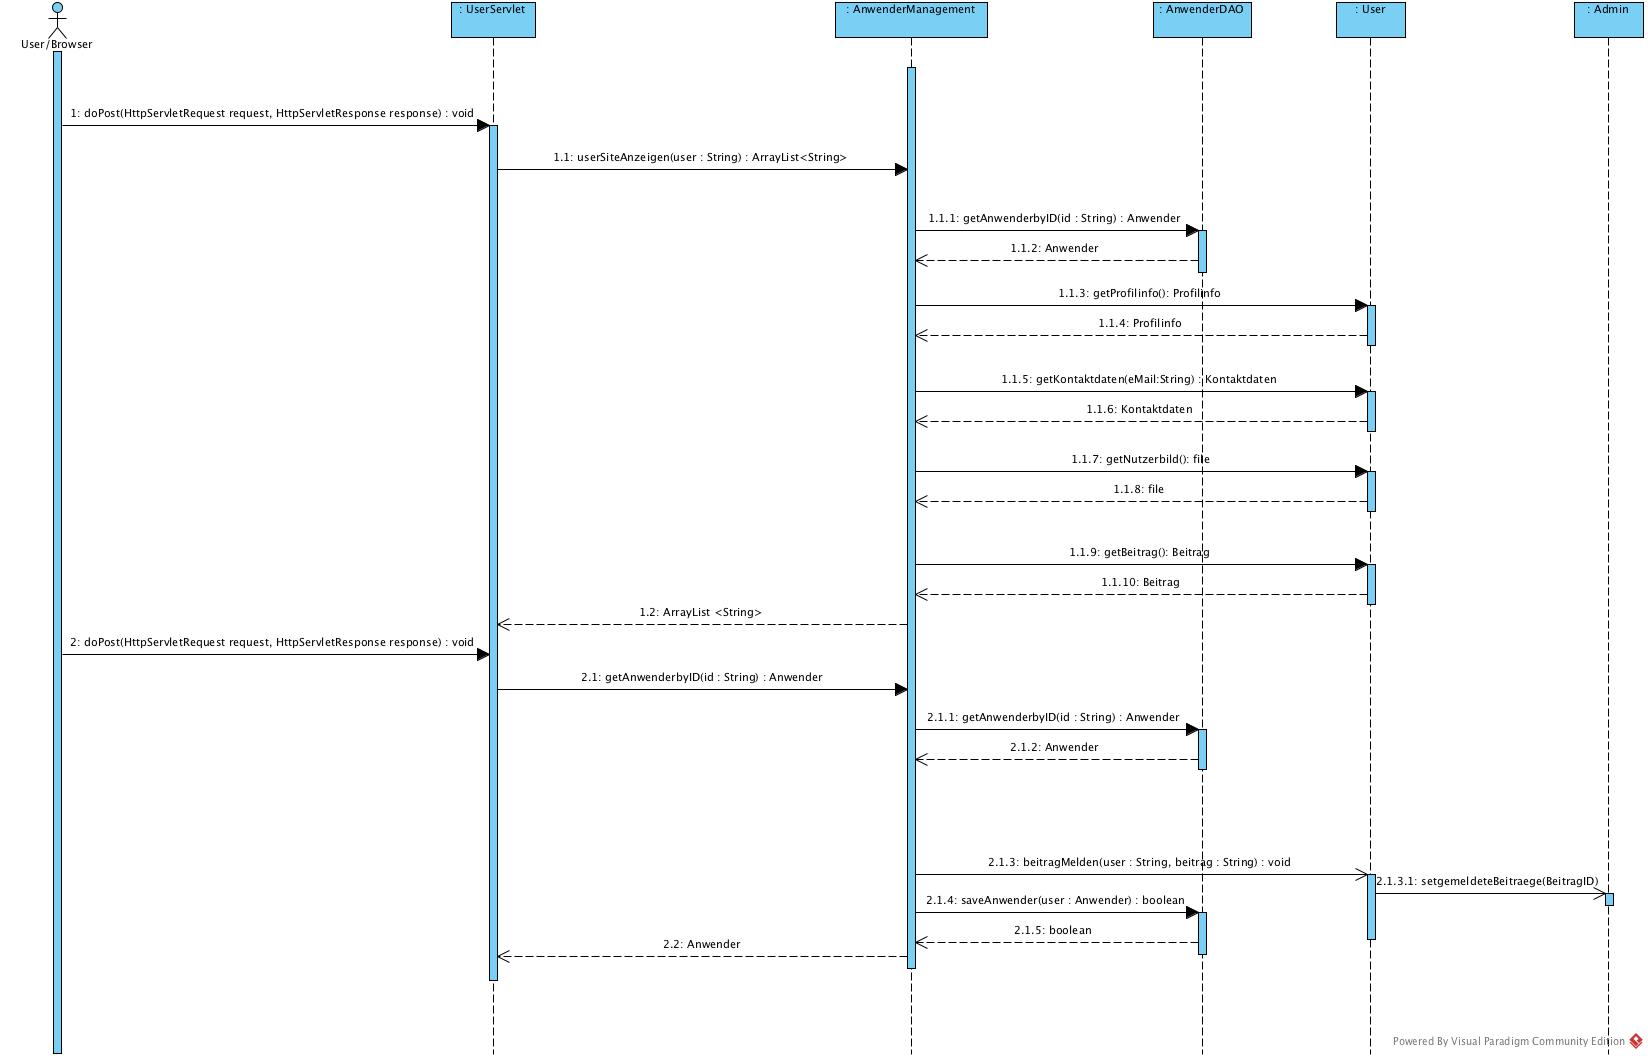 : UserServlet
: AnwenderManagement
: AnwenderDAO
: User
: Admin
User/Browser
1: doPost(HttpServletRequest request, HttpServletResponse response) : void
1.1: userSiteAnzeigen(user : String) : ArrayList<String>
1.1.1: getAnwenderbyID(id : String) : Anwender
1.1.2: Anwender
1.1.3: getProfilinfo(): Profilinfo
1.1.4: Profilinfo
1.1.5: getKontaktdaten(eMail:String) : Kontaktdaten
1.1.6: Kontaktdaten
1.1.7: getNutzerbild(): file
1.1.8: file
1.1.9: getBeitrag(): Beitrag
1.1.10: Beitrag
1.2: ArrayList <String>
2: doPost(HttpServletRequest request, HttpServletResponse response) : void
2.1: getAnwenderbyID(id : String) : Anwender
2.1.1: getAnwenderbyID(id : String) : Anwender
2.1.2: Anwender
2.1.3: beitragMelden(user : String, beitrag : String) : void
2.1.3.1: setgemeldeteBeitraege(BeitragID)
2.1.4: saveAnwender(user : Anwender) : boolean
2.1.5: boolean
2.2: Anwender
Powered By Visual Paradigm Community Edition